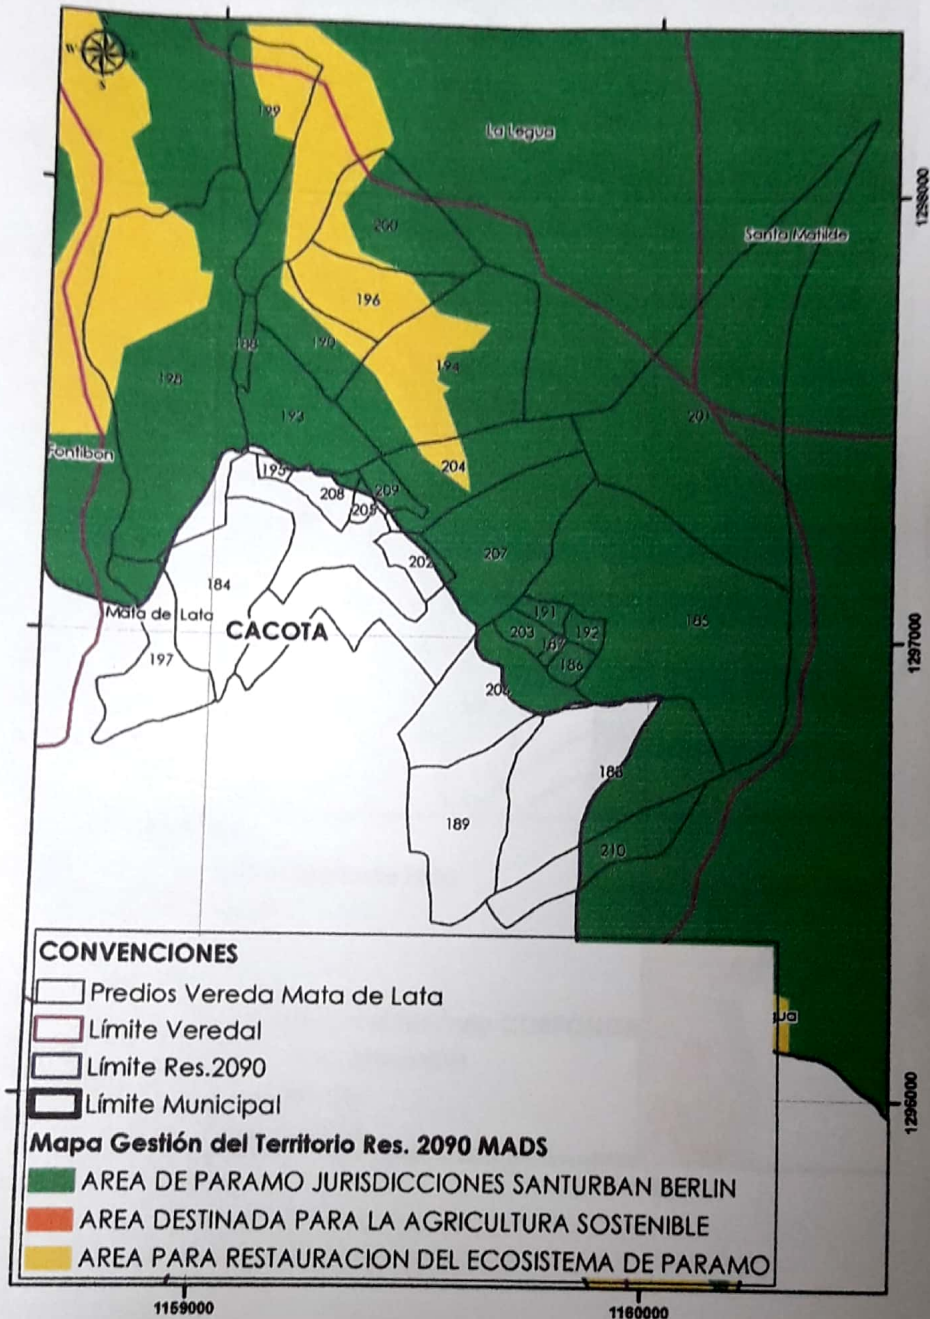 W
S
199
La Legua
1298000
200
Santa Matilde
196
188
190
194
198
193
201
Fontibon
195
204
208
209
205
207
202
184
Mata de Lata
191
185
CACOTA
203
192
187
1297000
197
186
206
183
189
210
CONVENCIONES
Predios Vereda Mata de Lata
Límite Veredal
Límite Res.2090
Límite Municipal
1296000
Mapa Gestión del Territorio Res. 2090 MADS
AREA DE PARAMO JURISDICCIONES SANTURBAN BERLIN
AREA DESTINADA PARA LA AGRICULTURA SOSTENIBLE
AREA PARA RESTAURACION DEL ECOSISTEMA DE PARAMO
1159000
1160000